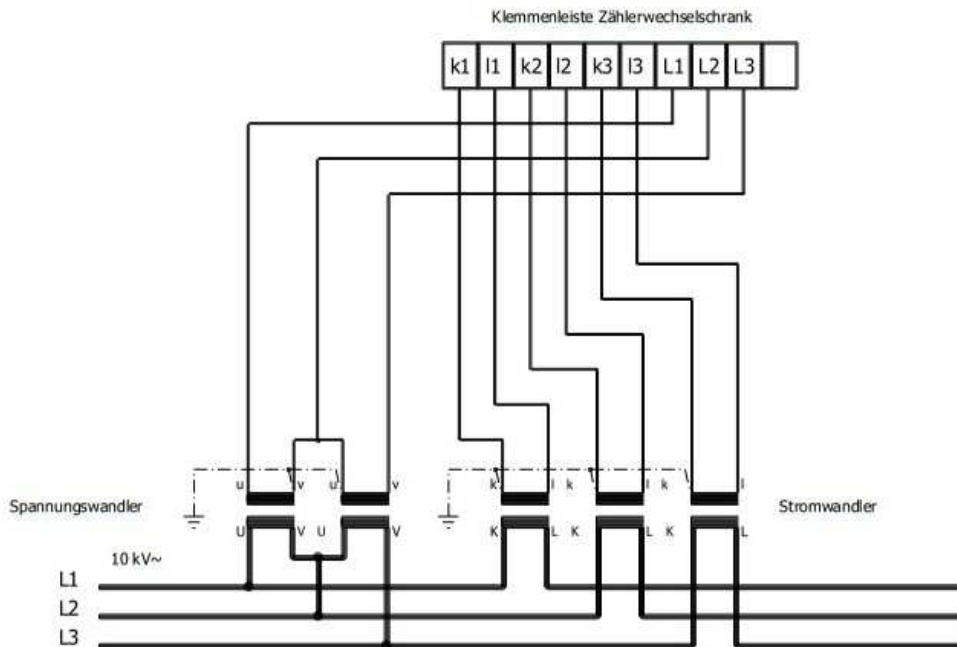 Klemmenleiste Zählerwechselschrank
k1 l1 k2 l2 k3 l3 L1 L2 L3
u v u v k l k l k l
Spannungswandler Stromwandler
U V U V K L K L K L
10 kV~
L1
L2
L3